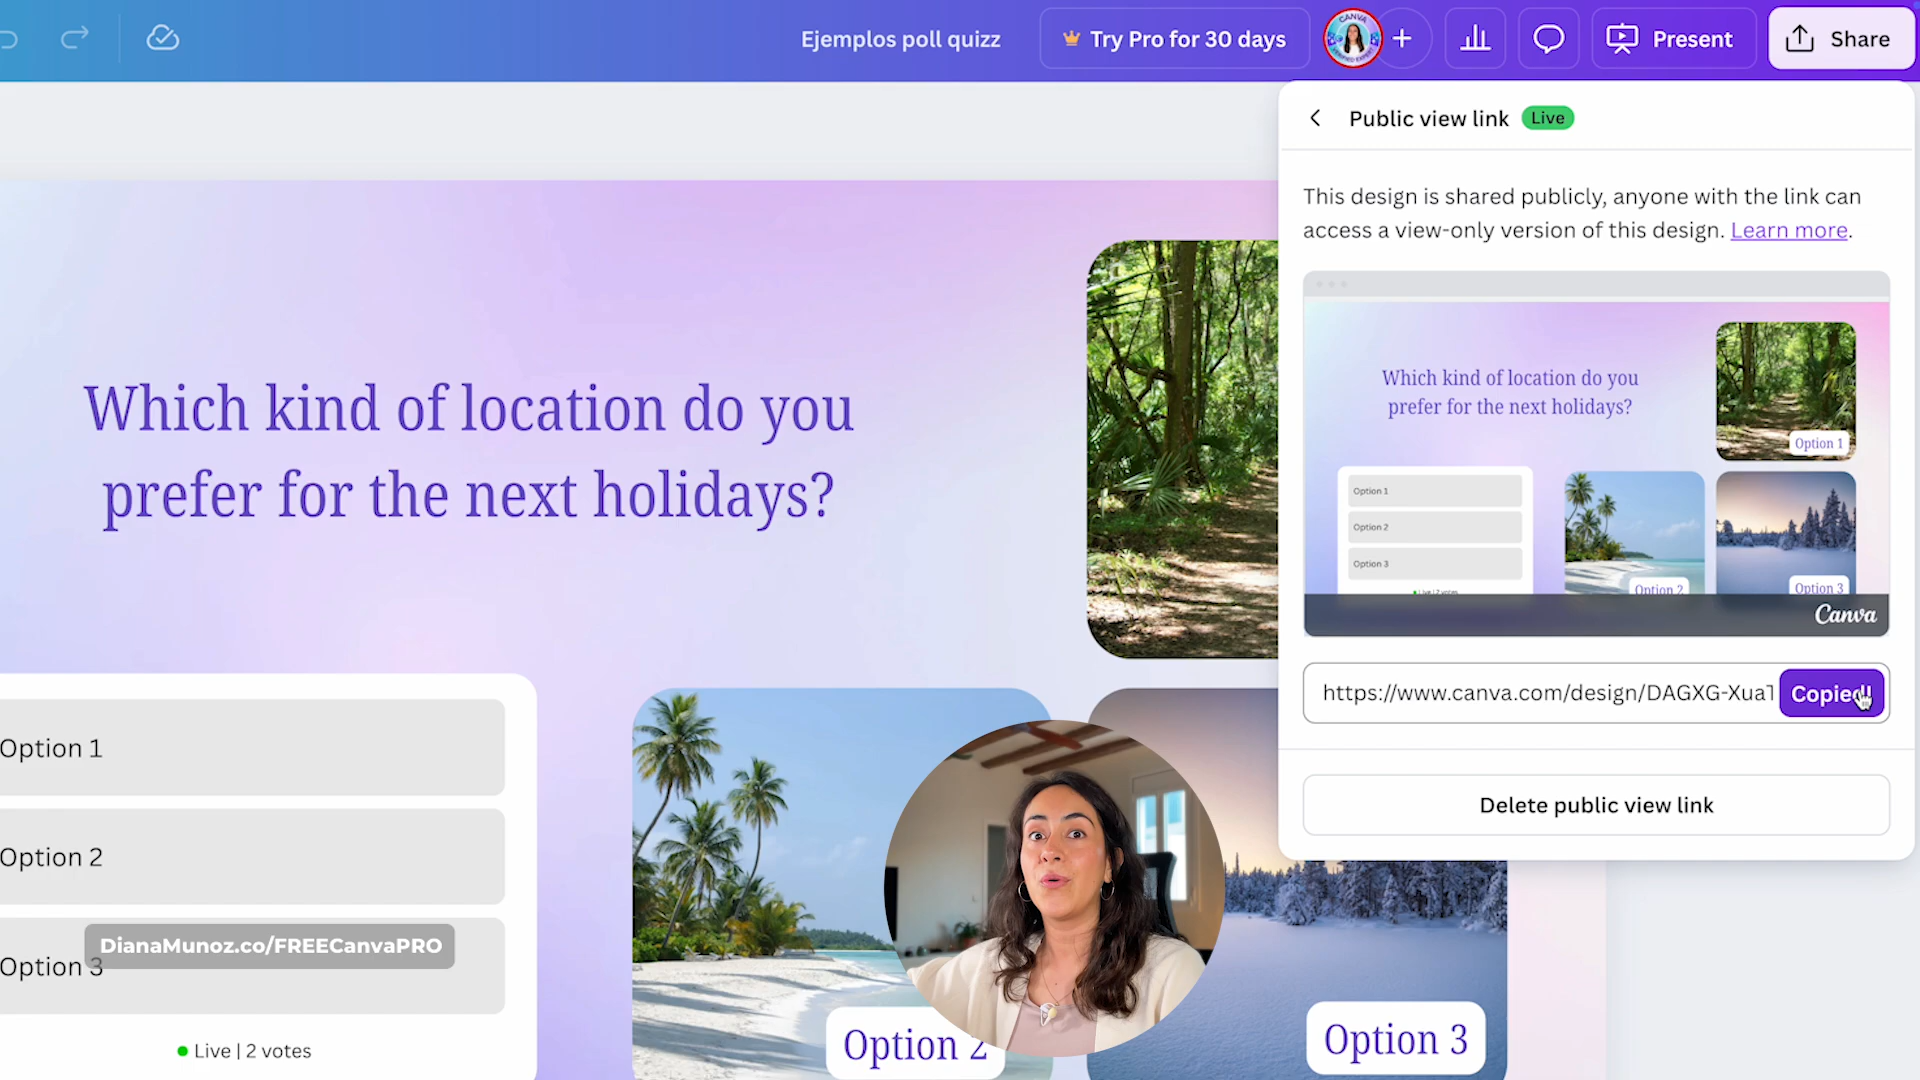 Ejemplos poll quizz
Try Pro for 30 days
CANVA
Present
Share
Public view link
Live
This design is shared publicly, anyone with the link can
access a view-only version of this design. Learn more.
Which kind of location do you
prefer for the next holidays?
Option 1
Option 1
Option 2
Option 3
Option 2
Option 3
Live | 2 votes
Canva
https://www.canva.com/design/DAGXG-Xua
Copied!
Delete public view link
Which kind of location do you
prefer for the next holidays?
Option 1
Option 2
Option 3
DianaMunoz.co/FREECanvaPRO
Live | 2 votes
Option 2
Option 3